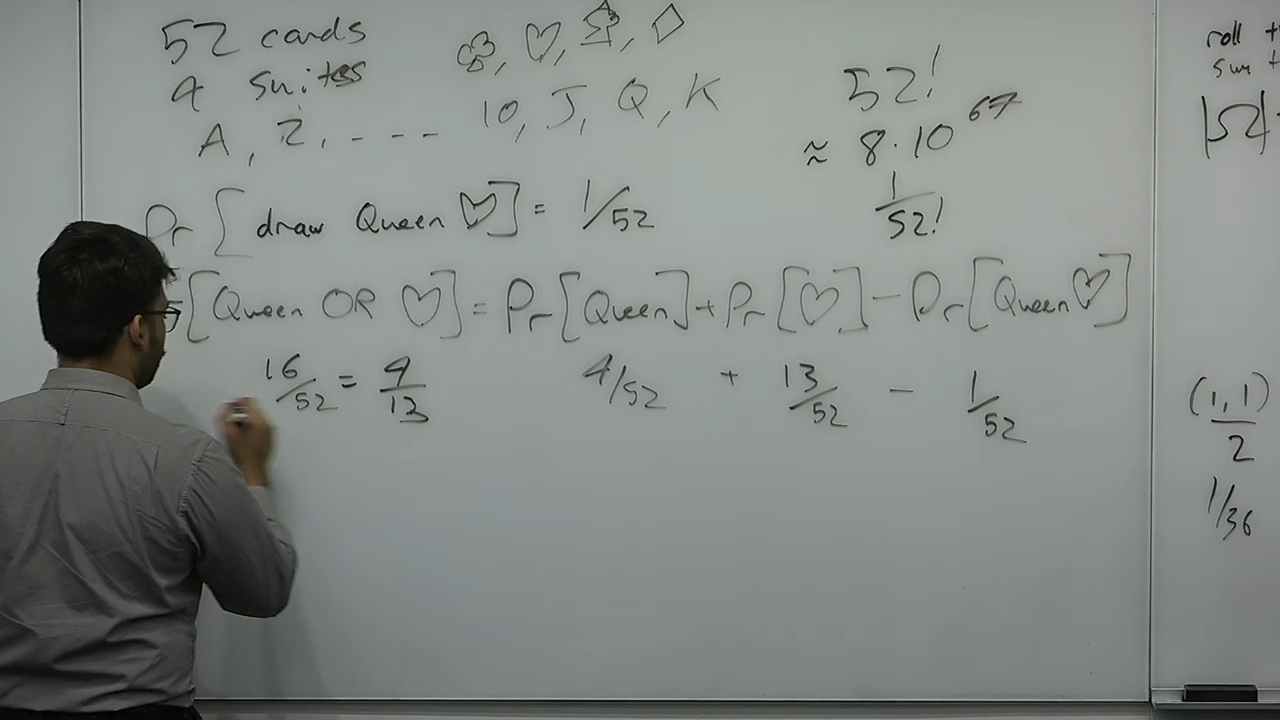 52 cards
4 suites
♧, ♡, ♤, ♢
A, 2, - - - - 10, J, Q, K
52!
≈ 8·10^67
1/52!
Pr [draw Queen ♡] = 1/52
[Queen OR ♡] = Pr[Queen] + Pr[♡] - Pr[Queen ♡]
16/52 = 4/13
4/52 + 13/52 - 1/52
roll
sum
|52|
(1,1)
2
1/36